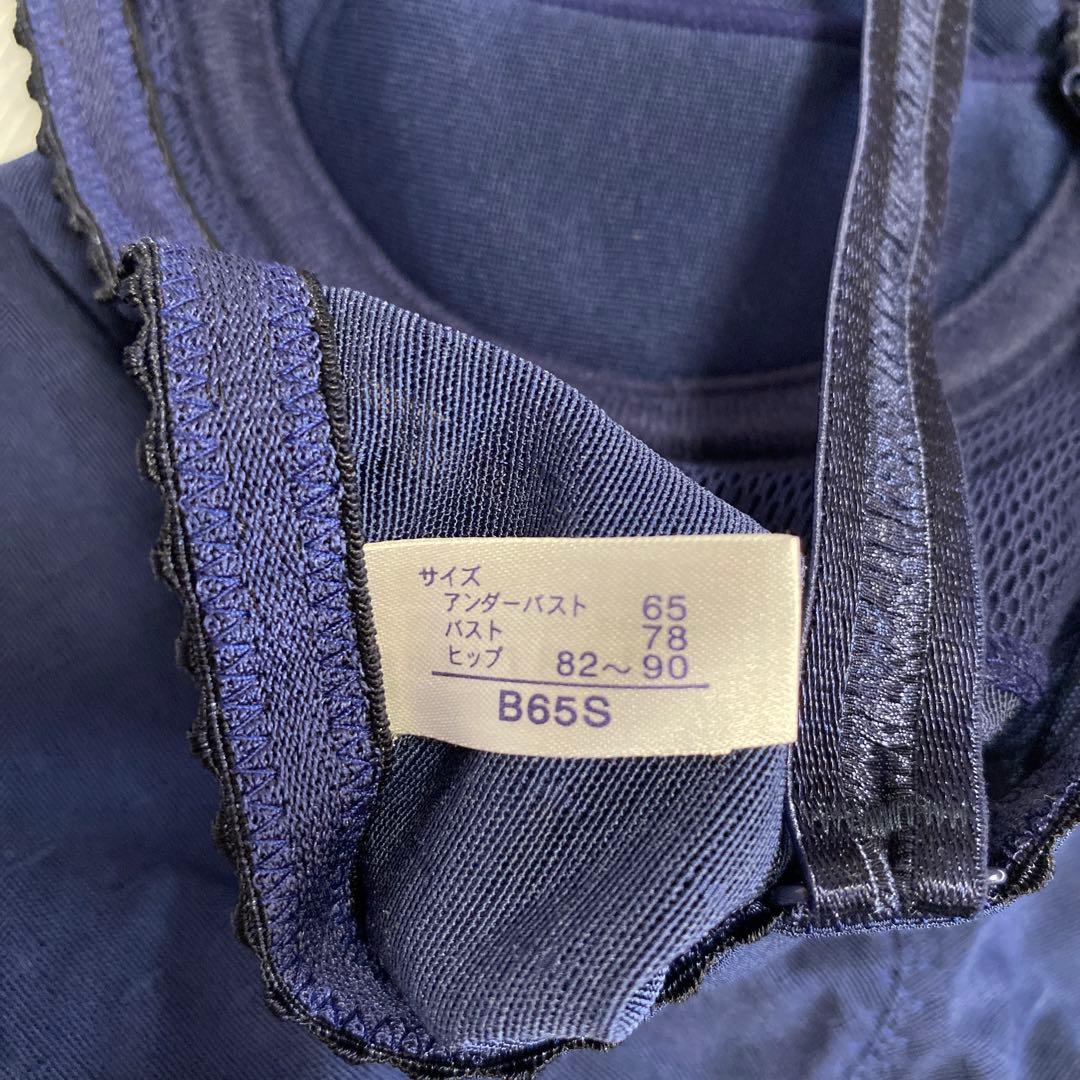 サイズ
アンダーバスト 65
バスト 78
ヒップ 82～90
B65S